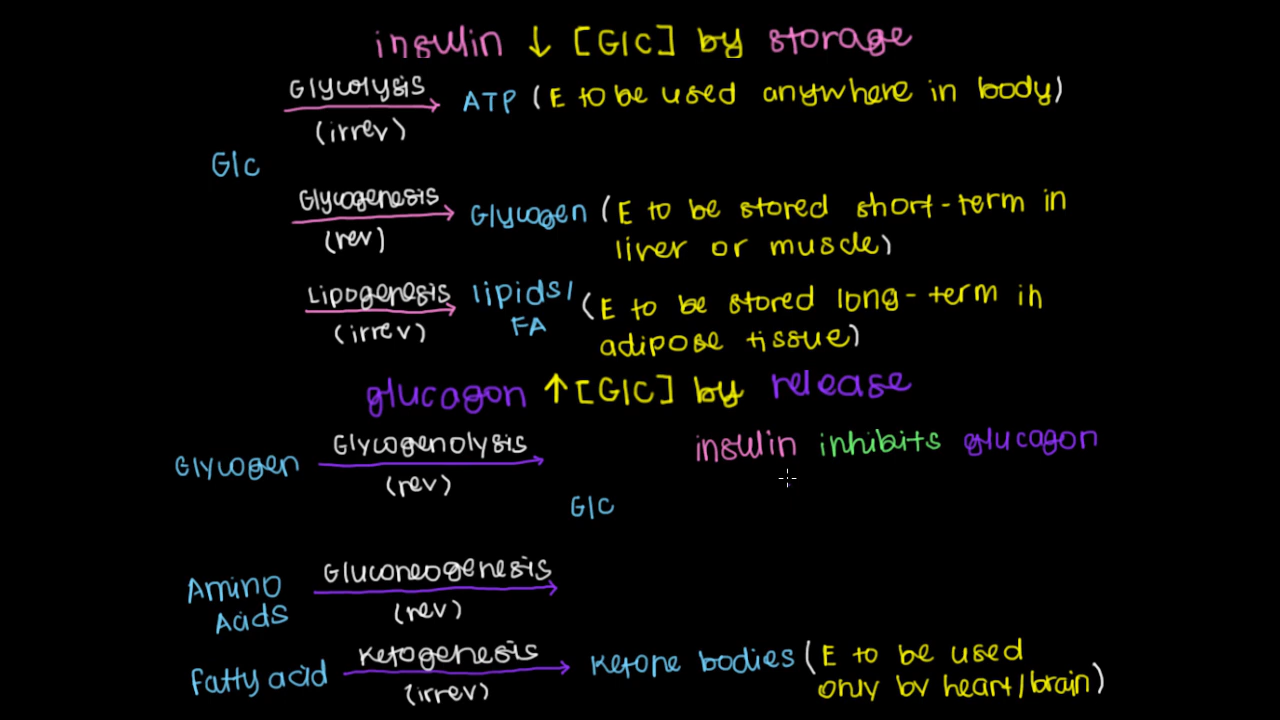 insulin ↓ [Glc] by storage
Glycolysis
ATP (E to be used anywhere in body)
(irrev)
Glc
Glycogenesis
Glycogen (E to be stored short-term in
(rev)
liver or muscle)
Lipogenesis
lipids/
FA
(E to be stored long-term in
(irrev)
adipose tissue)
glucagon ↑ [Glc] by release
Glycogenolysis
Glycogen
(rev)
insulin inhibits glucagon
Glc
Gluconeogenesis
Amino
Acids
(rev)
Ketogenesis
Fatty acid
(irrev)
Ketone bodies (E to be used
only by heart/brain)